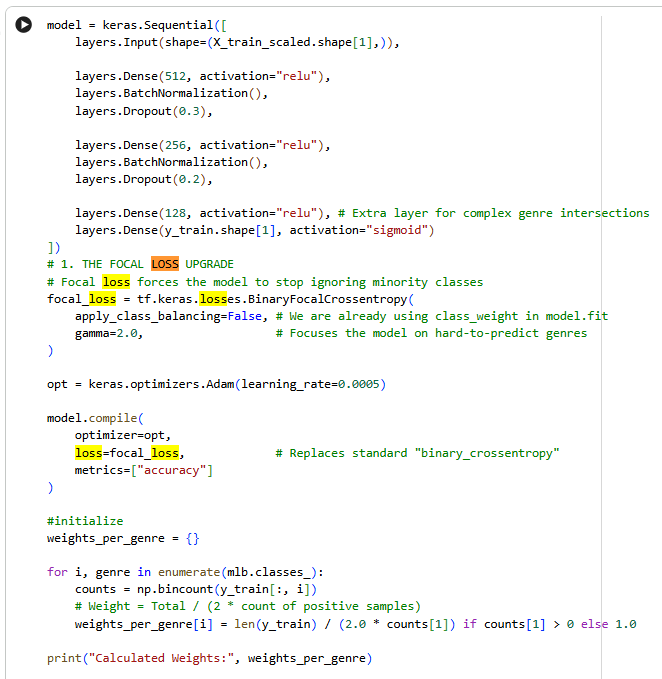 model = keras.Sequential([
    layers.Input(shape=(X_train_scaled.shape[1],)),

    layers.Dense(512, activation="relu"),
    layers.BatchNormalization(),
    layers.Dropout(0.3),

    layers.Dense(256, activation="relu"),
    layers.BatchNormalization(),
    layers.Dropout(0.2),

    layers.Dense(128, activation="relu"), # Extra layer for complex genre intersections
    layers.Dense(y_train.shape[1], activation="sigmoid")
])
# 1. THE FOCAL LOSS UPGRADE
# Focal loss forces the model to stop ignoring minority classes
focal_loss = tf.keras.losses.BinaryFocalCrossentropy(
    apply_class_balancing=False, # We are already using class_weight in model.fit
    gamma=2.0,                   # Focuses the model on hard-to-predict genres
)

opt = keras.optimizers.Adam(learning_rate=0.0005)

model.compile(
    optimizer=opt,
    loss=focal_loss,             # Replaces standard "binary_crossentropy"
    metrics=["accuracy"]
)

#initialize
weights_per_genre = {}

for i, genre in enumerate(mlb.classes_):
    counts = np.bincount(y_train[:, i])
    # Weight = Total / (2 * count of positive samples)
    weights_per_genre[i] = len(y_train) / (2.0 * counts[1]) if counts[1] > 0 else 1.0

print("Calculated Weights:", weights_per_genre)